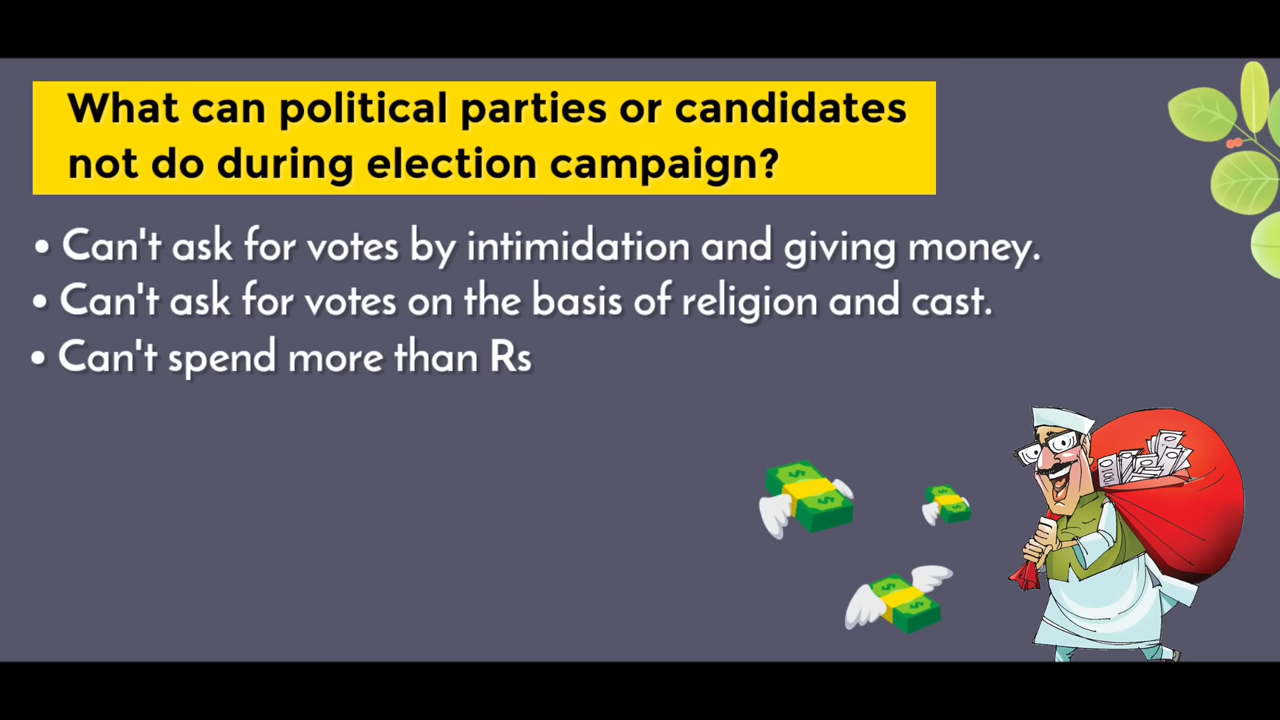 What can political parties or candidates
not do during election campaign?
• Can't ask for votes by intimidation and giving money.
• Can't ask for votes on the basis of religion and cast.
• Can't spend more than Rs